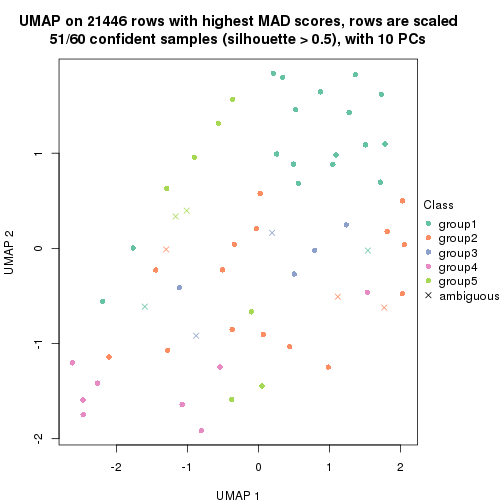 UMAP on 21446 rows with highest MAD scores, rows are scaled
51/60 confident samples (silhouette > 0.5), with 10 PCs
UMAP 2
1
0
-1
-2
-2
-1
0
1
2
UMAP 1
Class
group1
group2
group3
group4
group5
ambiguous